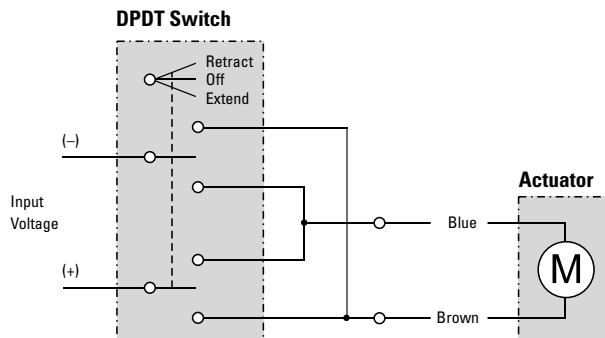 DPDT Switch
Retract
Off
Extend
(–)
Input
Voltage
(+)
Actuator
Blue
M
Brown